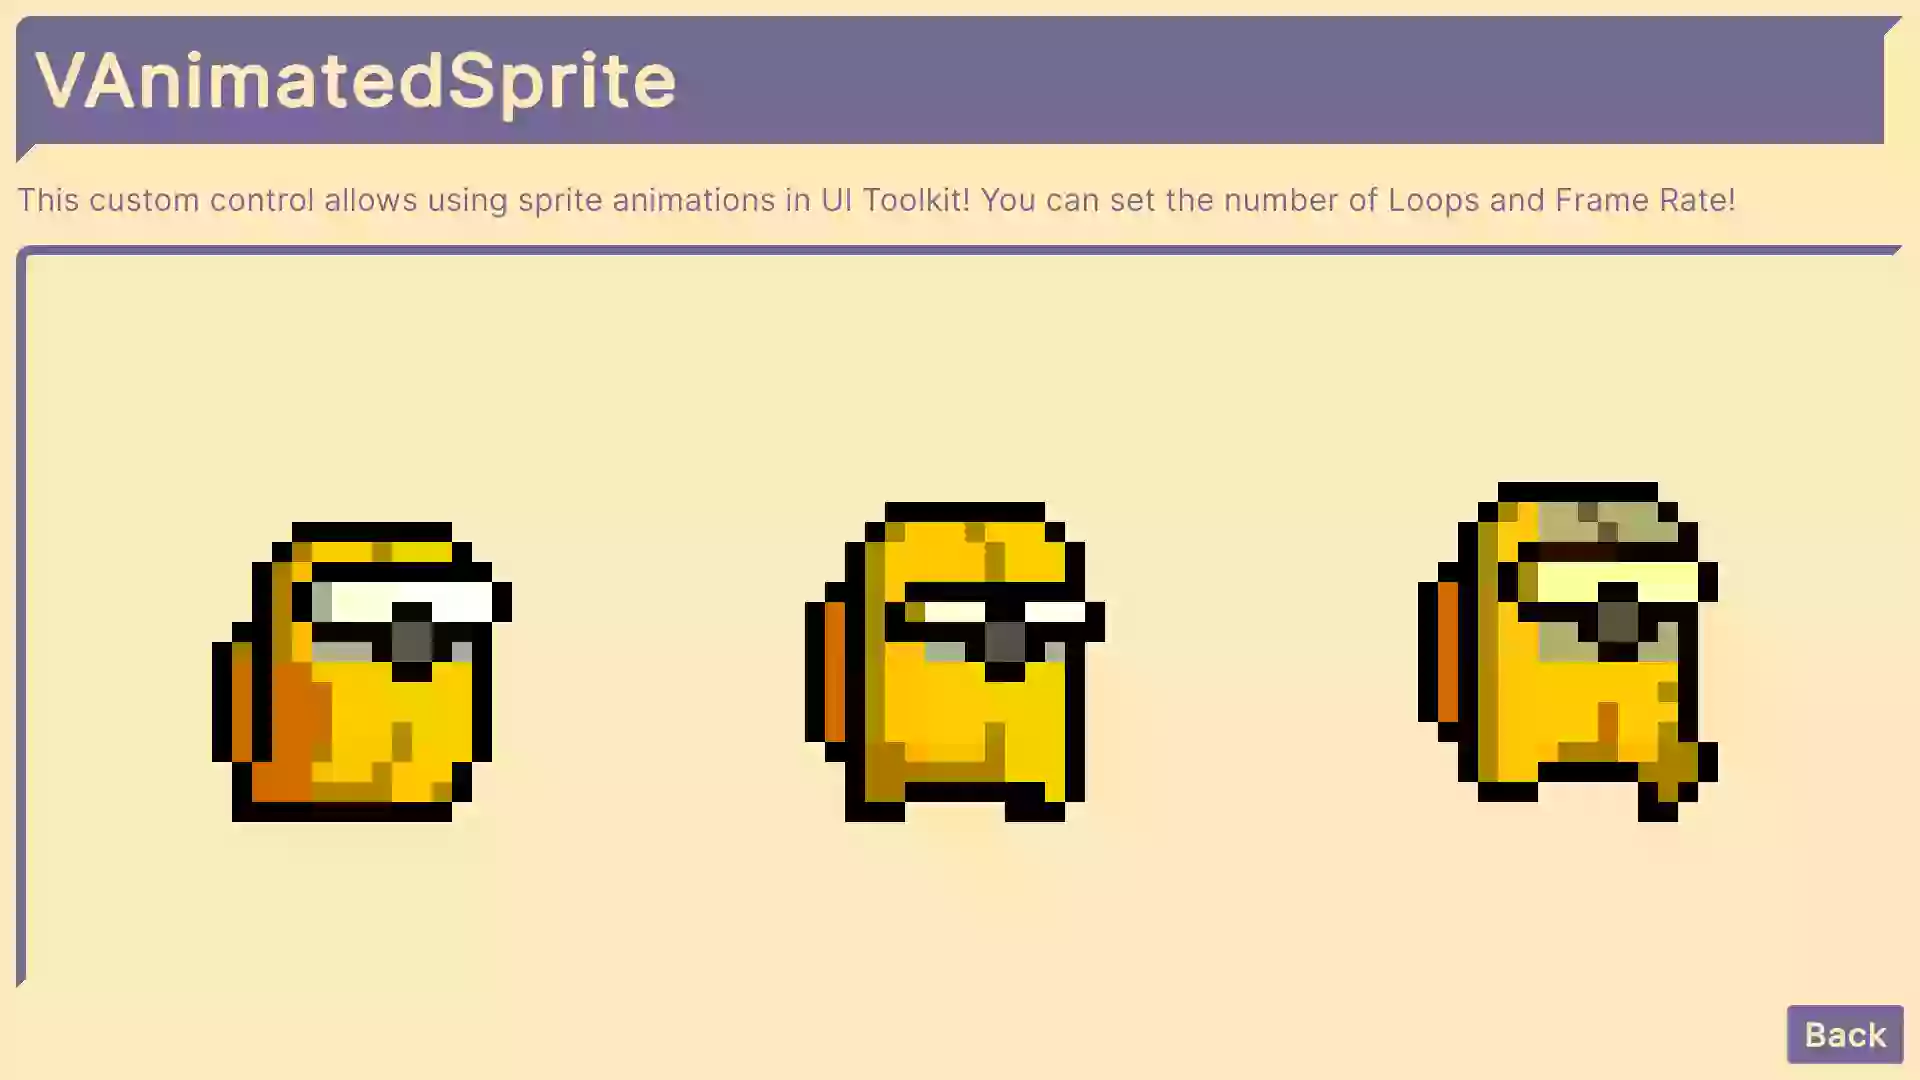 VAnimatedSprite
This custom control allows using sprite animations in UI Toolkit! You can set the number of Loops and Frame Rate!
Back